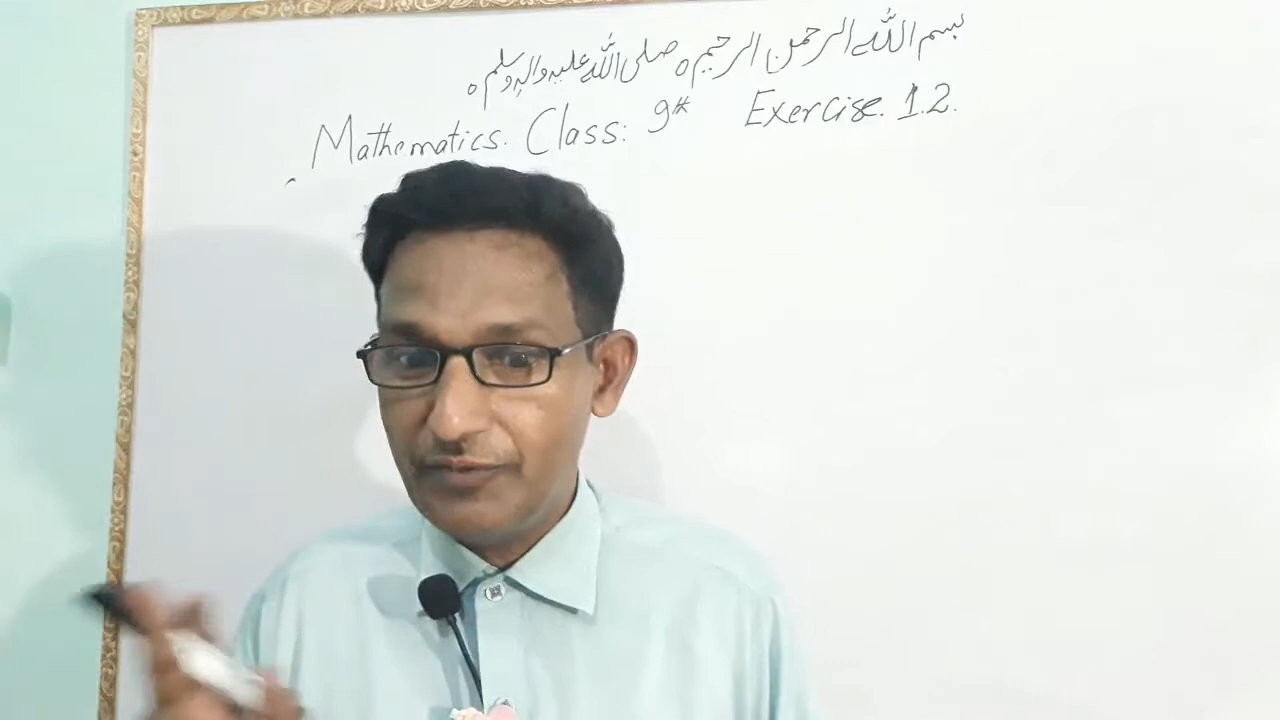 بسم اللہ الرحمن الرحیم ہ صلی اللہ علیہ والہ وسلم ہ
Mathematics. Class: 9th Exercise. 1.2.